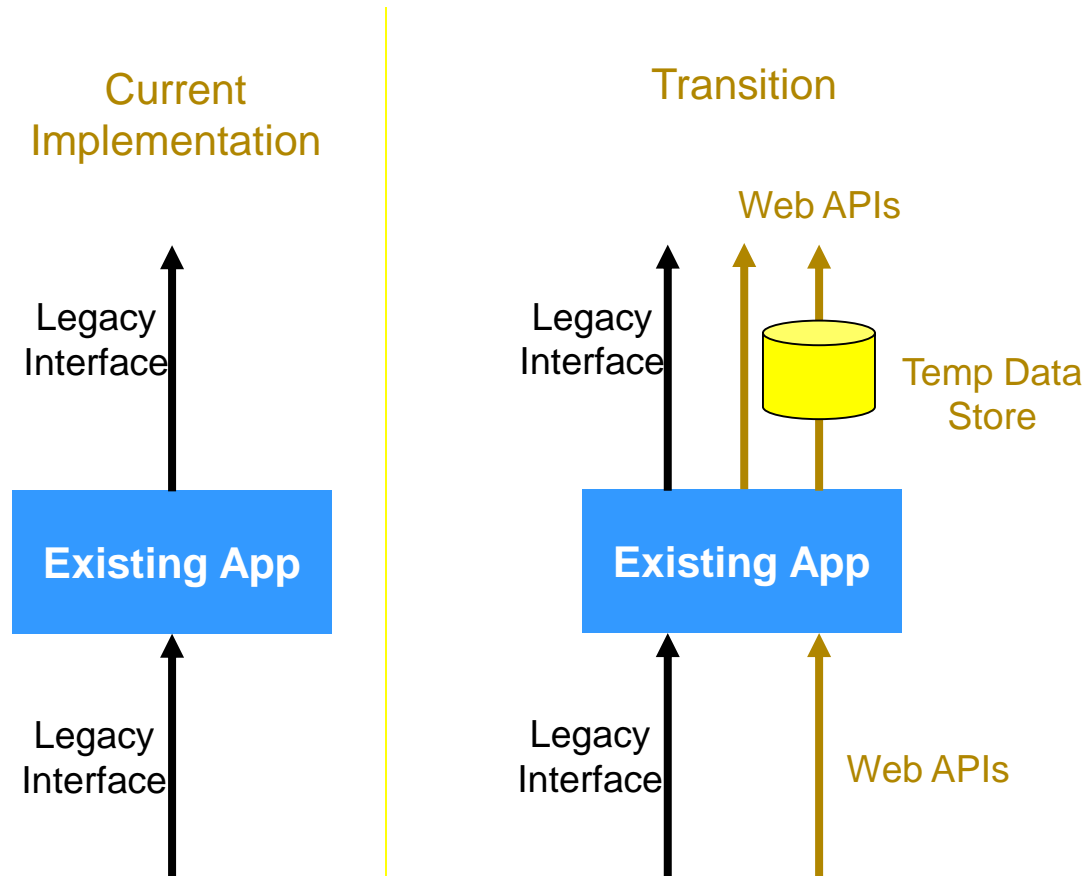 Current
Implementation
Legacy
Interface
Existing App
Legacy
Interface
Transition
Web APIs
Legacy
Interface
Temp Data
Store
Existing App
Legacy
Interface
Web APIs